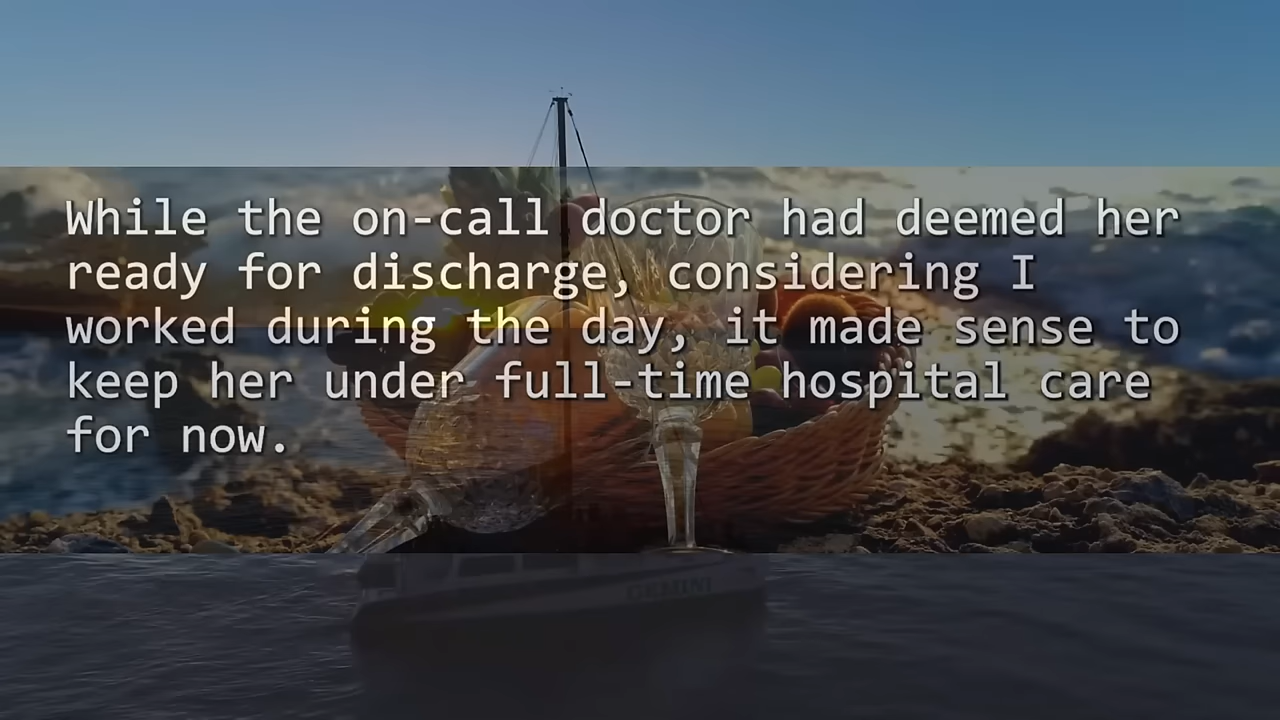 While the on-call doctor had deemed her
ready for discharge, considering I
worked during the day, it made sense to
keep her under full-time hospital care
for now.
GEMINI